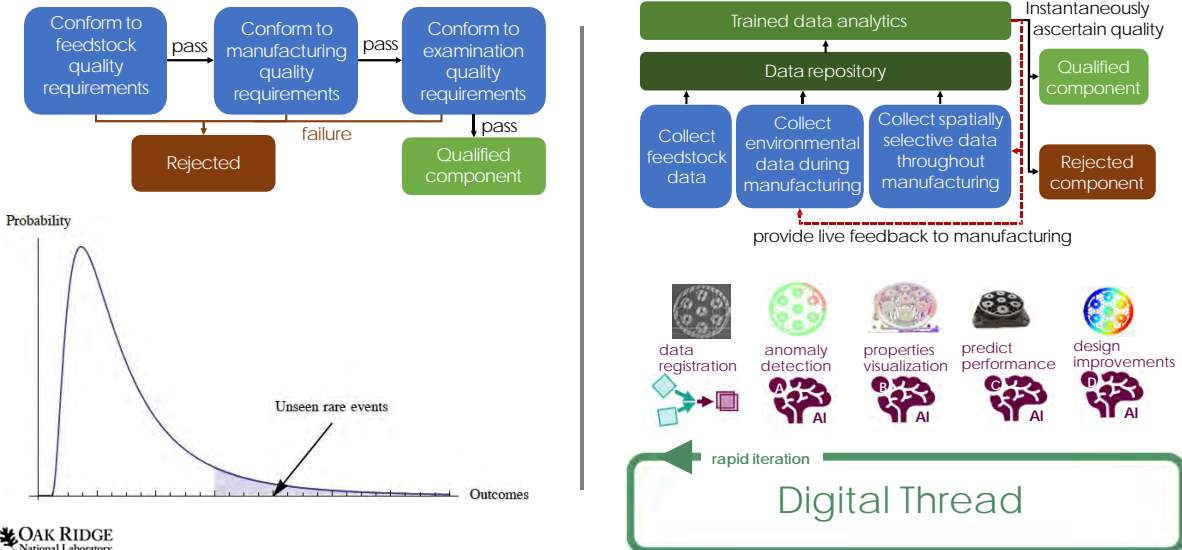 Conform to
feedstock
quality
requirements
pass
Conform to
manufacturing
quality
requirements
pass
Conform to
examination
quality
requirements
failure
pass
Rejected
Qualified
component
Probability
Unseen rare events
Outcomes
OAK RIDGE
National Laboratory
Trained data analytics
Instantaneously
ascertain quality
Data repository
Qualified
component
Collect
feedstock
data
Collect
environmental
data during
manufacturing
Collect spatially
selective data
throughout
manufacturing
Rejected
component
provide live feedback to manufacturing
data
registration
anomaly
detection
properties
visualization
predict
performance
design
improvements
A
AI
B
AI
C
AI
D
AI
rapid iteration
Digital Thread